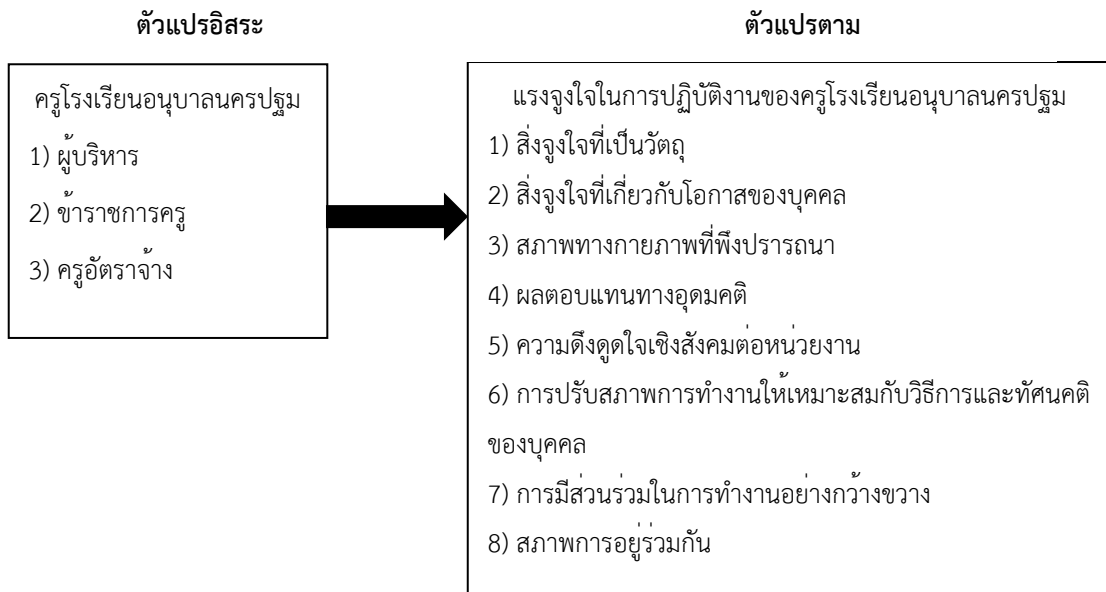 ตัวแปรอิสระ
ตัวแปรตาม
ครูโรงเรียนอนุบาลนครปฐม
1) ผู้บริหาร
2) ข้าราชการครู
3) ครูอัตราจ้าง
แรงจูงใจในการปฏิบัติงานของครูโรงเรียนอนุบาลนครปฐม
1) สิ่งจูงใจที่เป็นวัตถุ
2) สิ่งจูงใจที่เกี่ยวกับโอกาสของบุคคล
3) สภาพทางกายภาพที่พึงปรารถนา
4) ผลตอบแทนทางอุดมคติ
5) ความดึงดูดใจเชิงสังคมต่อหน่วยงาน
6) การปรับสภาพการทำงานให้เหมาะสมกับวิธีการและทัศนคติ
ของบุคคล
7) การมีส่วนร่วมในการทำงานอย่างกว้างขวาง
8) สภาพการอยู่ร่วมกัน